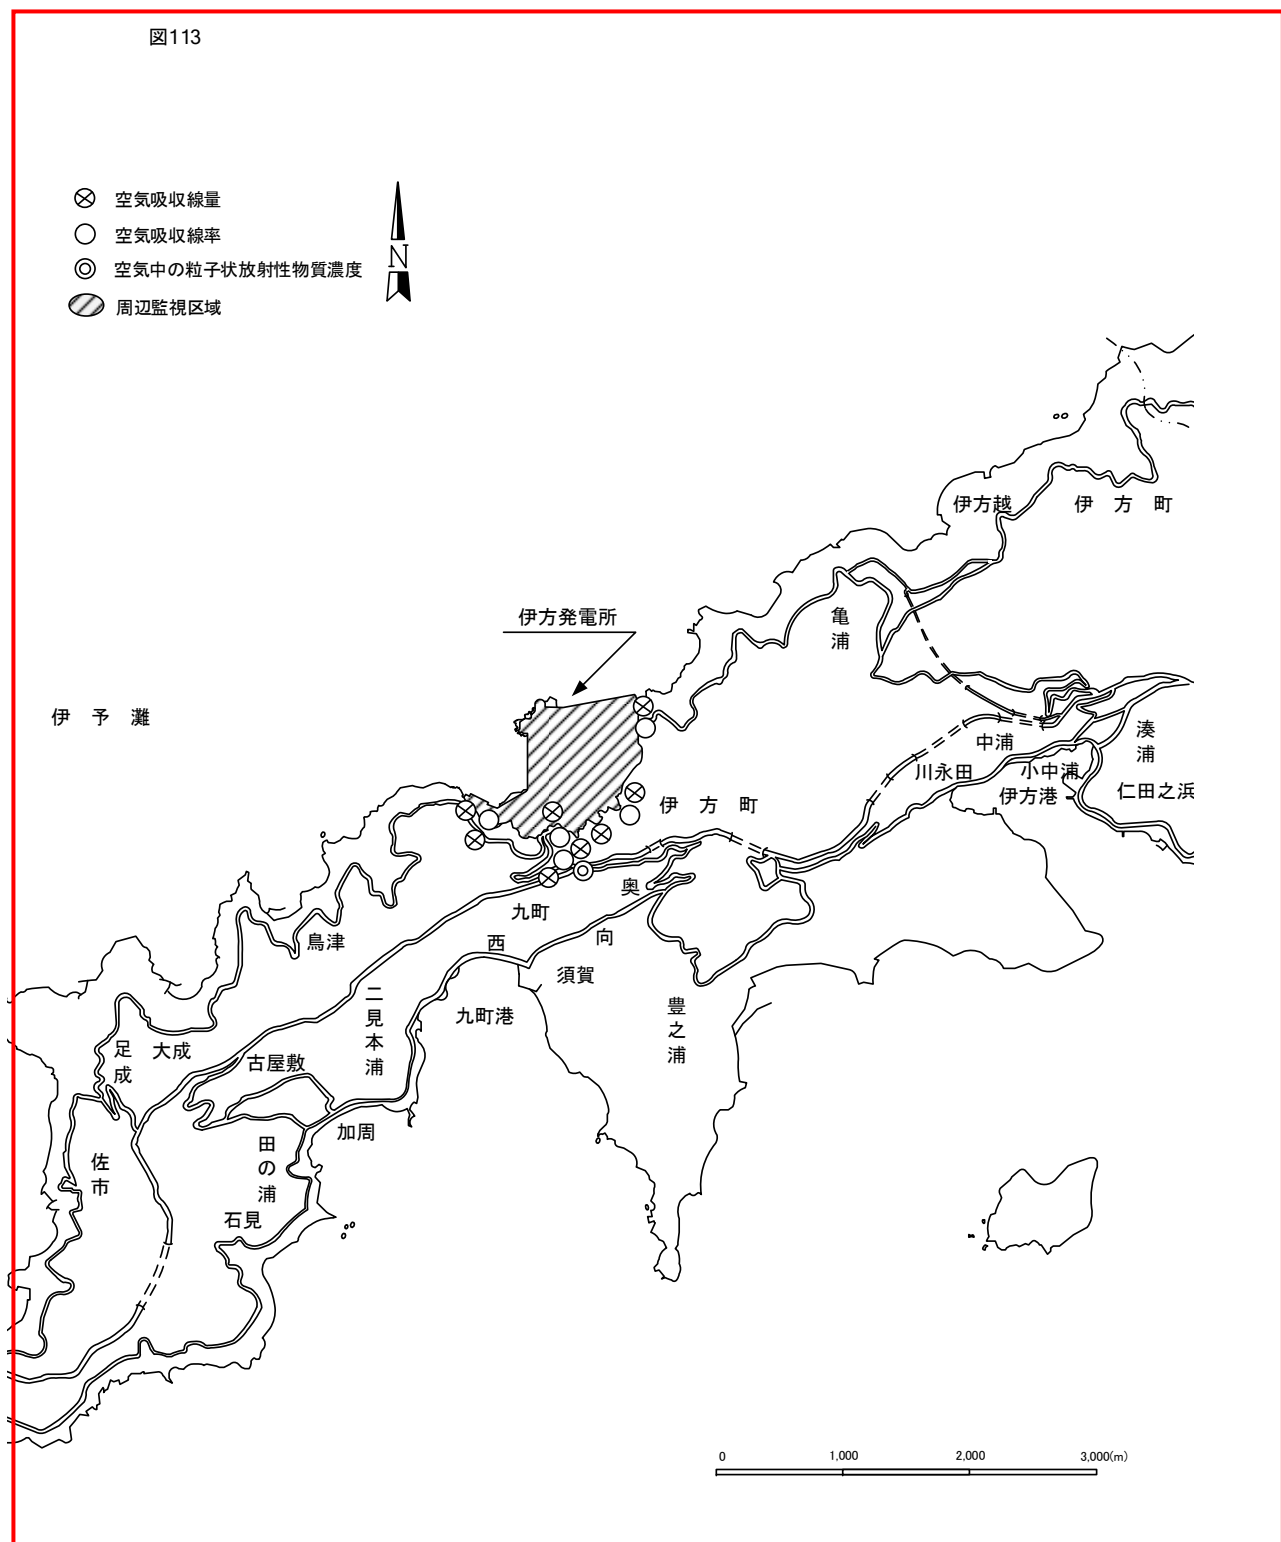 図113
空気吸収線量
空気吸収線率
空気中の粒子状放射性物質濃度
周辺監視区域
N
伊方越
伊方町
伊方発電所
亀浦
伊予灘
湊浦
中浦
川永田
小中浦
伊方港
仁田之浜
伊方町
奥
九町
西
向
鳥津
須賀
二見本浦
九町港
豊之浦
足成
大成
古屋敷
加周
田の浦
佐市
石見
0 1,000 2,000 3,000(m)